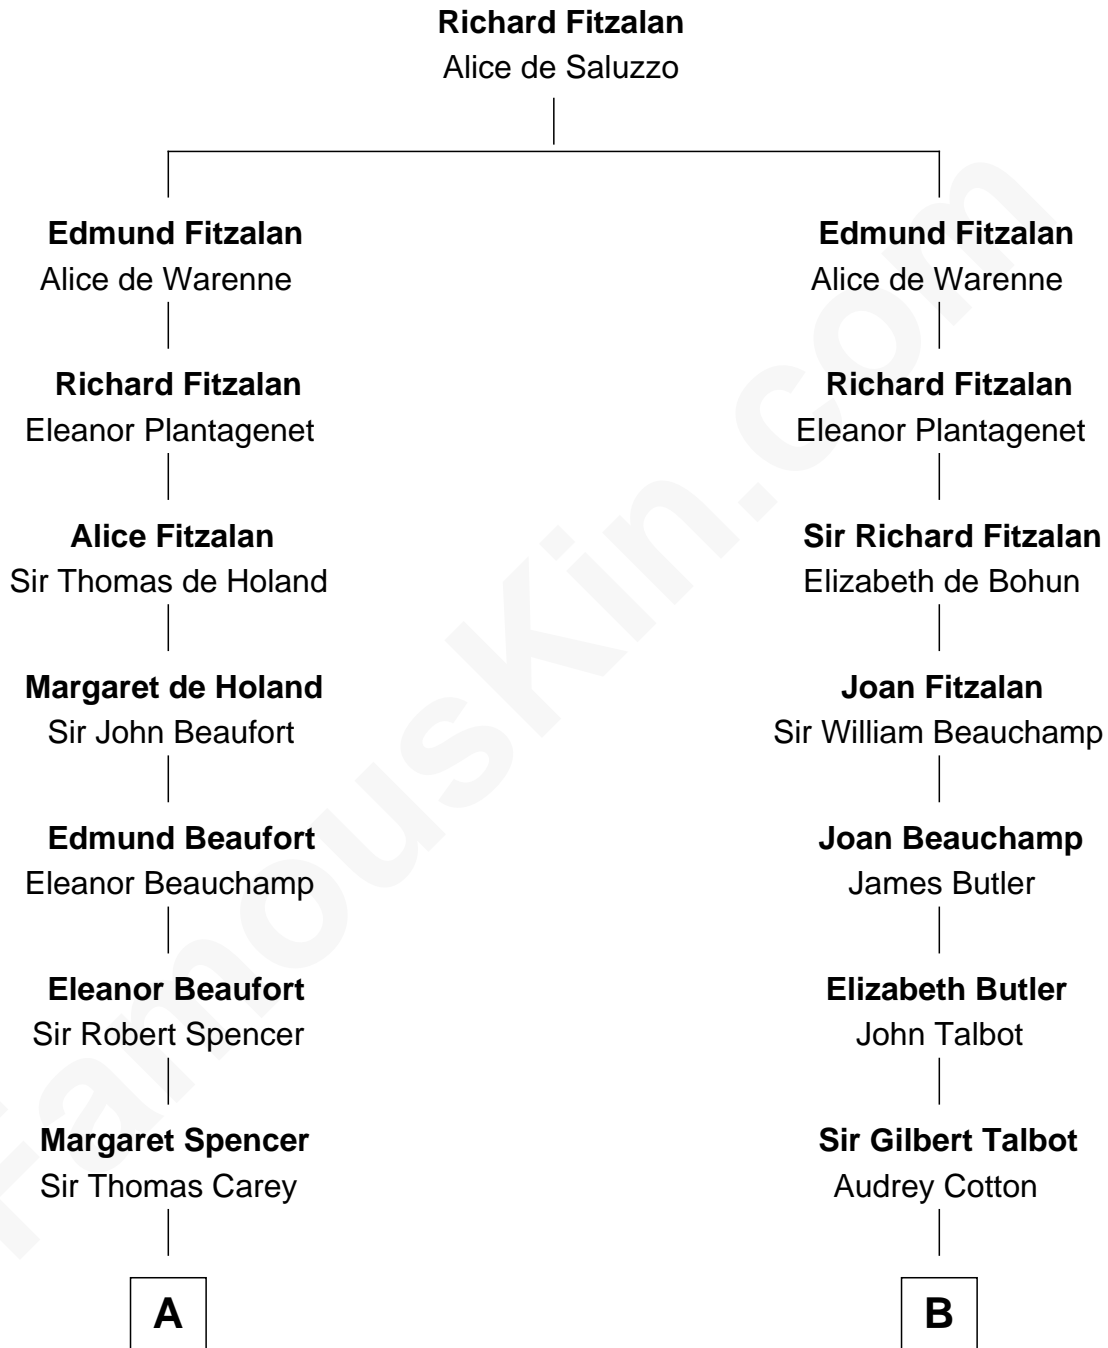 Richard Fitzalan
Alice de Saluzzo
Edmund Fitzalan
Alice de Warenne
Richard Fitzalan
Eleanor Plantagenet
Alice Fitzalan
Sir Thomas de Holand
Margaret de Holand
Sir John Beaufort
Edmund Beaufort
Eleanor Beauchamp
Eleanor Beaufort
Sir Robert Spencer
Margaret Spencer
Sir Thomas Carey
A
Edmund Fitzalan
Alice de Warenne
Richard Fitzalan
Eleanor Plantagenet
Sir Richard Fitzalan
Elizabeth de Bohun
Joan Fitzalan
Sir William Beauchamp
Joan Beauchamp
James Butler
Elizabeth Butler
John Talbot
Sir Gilbert Talbot
Audrey Cotton
B
FamousKin.com